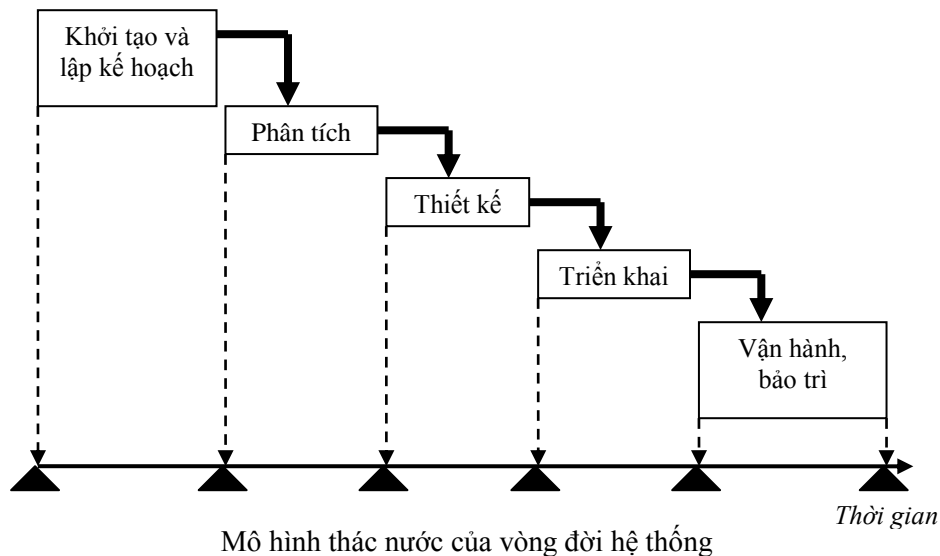 Khởi tạo và
lập kế hoạch
Phân tích
Thiết kế
Triển khai
Vận hành,
bảo trì
Thời gian
Mô hình thác nước của vòng đời hệ thống